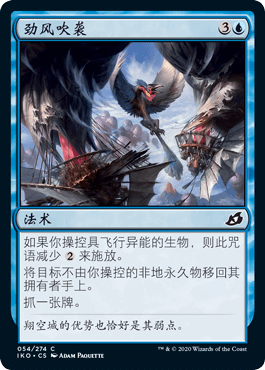 劲风吹袭 3
法术
如果你操控具飞行异能的生物，则此咒
语减少 2 来施放。
将目标不由你操控的非地永久物移回其
拥有者手上。
抓一张牌。
翔空城的优势也恰好是其弱点。
054/274 C
IKO • CS ADAM PAQUETTE
™ & © 2020 Wizards of the Coast